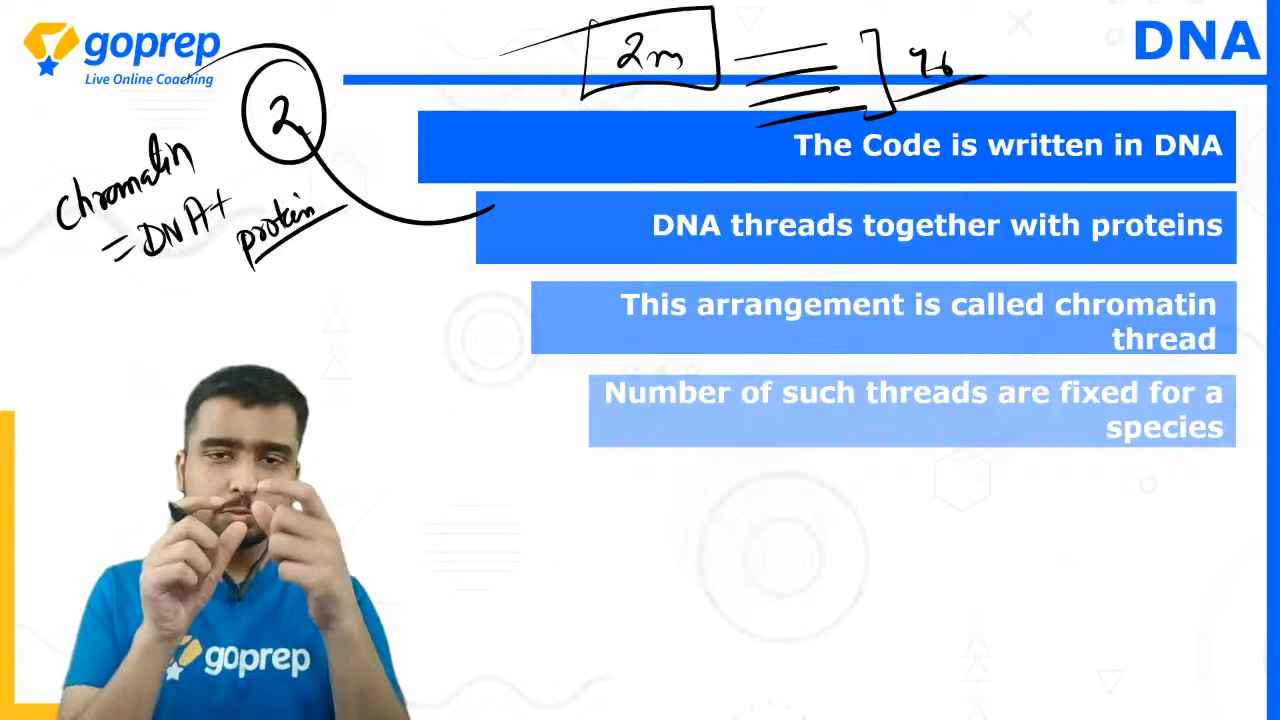 goprep
Live Online Coaching
DNA
2m
46
2
The Code is written in DNA
chromatin
= DNA +
protein
DNA threads together with proteins
This arrangement is called chromatin
thread
Number of such threads are fixed for a
species
goprep